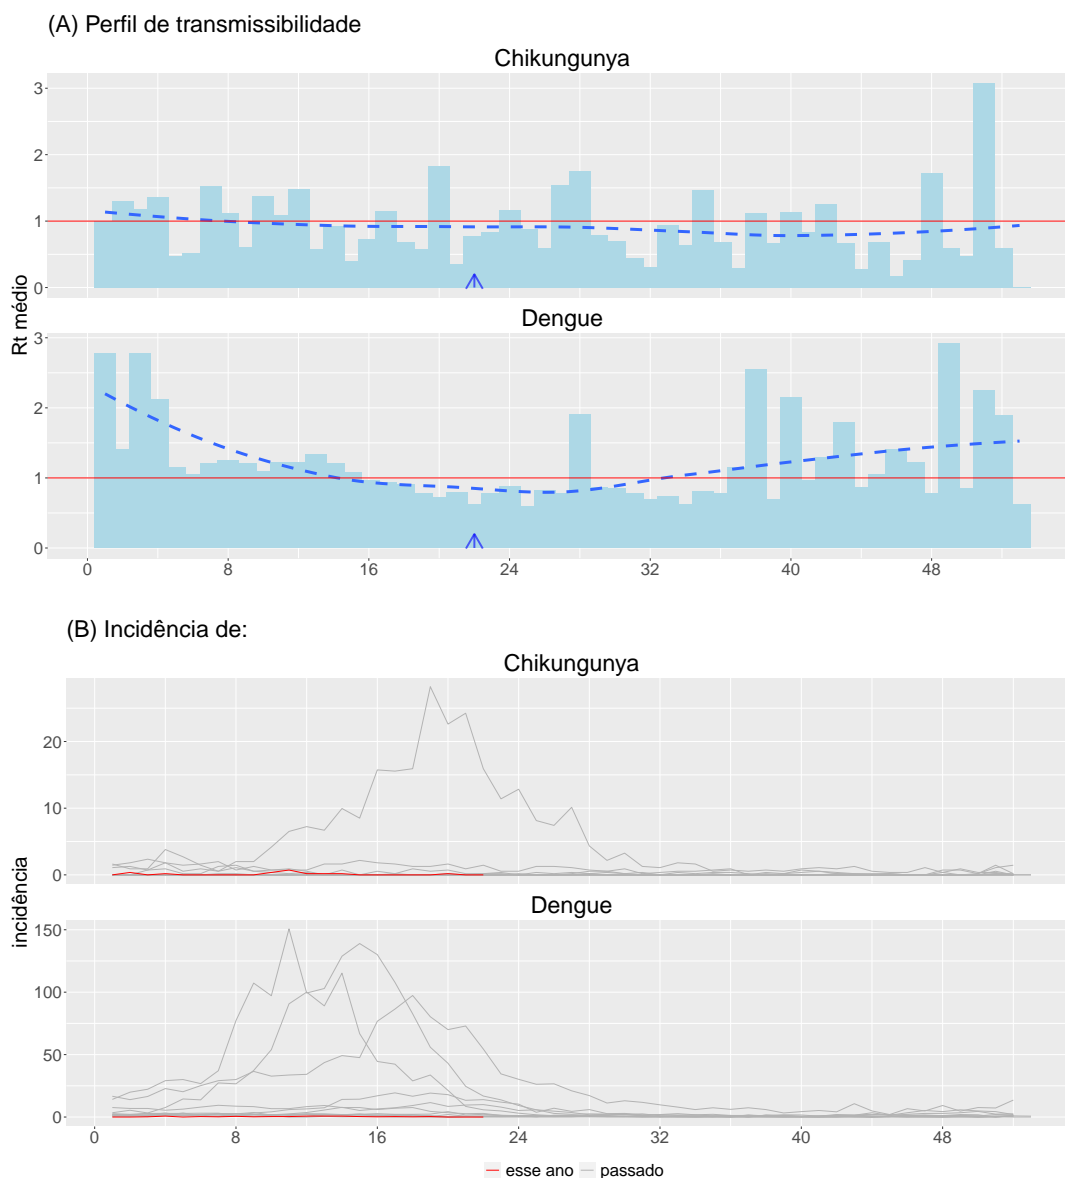 (A) Perfil de transmissibilidade
Chikungunya
3
2
1
0
Dengue
3
2
1
0
Rt médio
0 8 16 24 32 40 48
(B) Incidência de:
Chikungunya
20
10
0
Dengue
150
100
50
0
incidência
0 8 16 24 32 40 48
esse ano passado